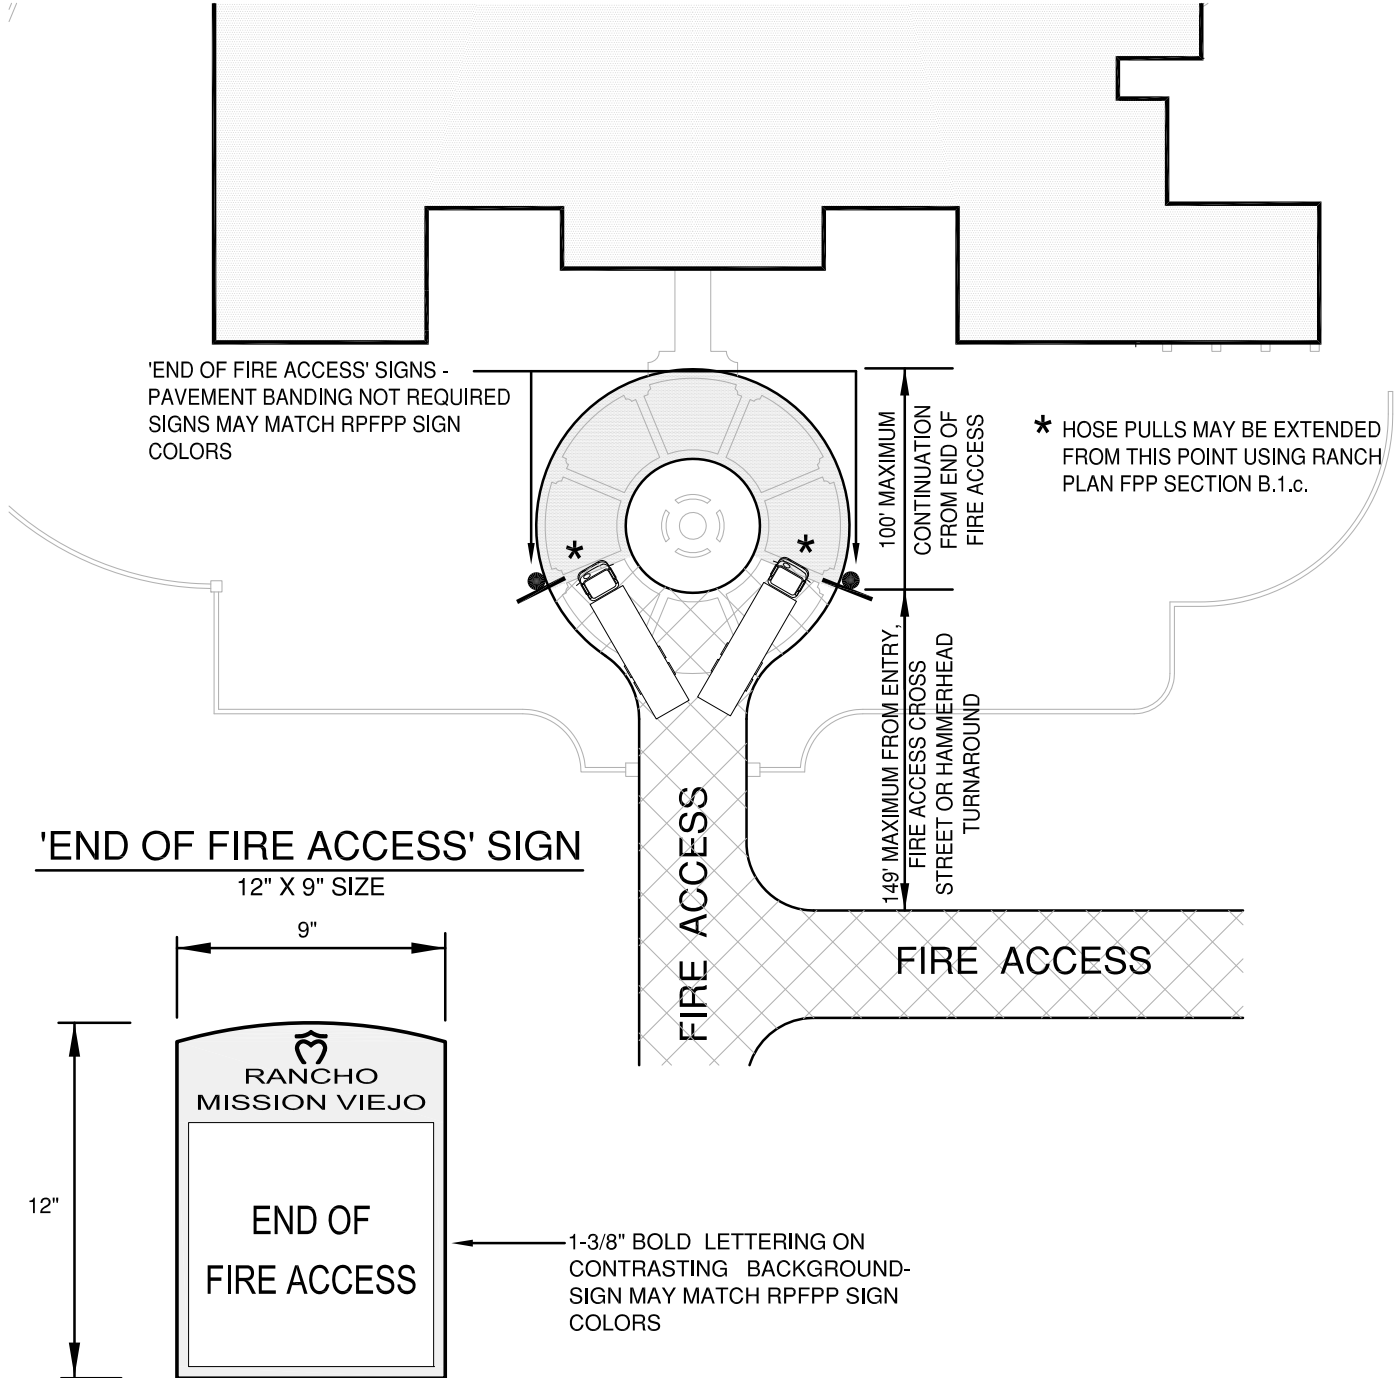 'END OF FIRE ACCESS' SIGNS -
PAVEMENT BANDING NOT REQUIRED
SIGNS MAY MATCH RPFPP SIGN
COLORS
100' MAXIMUM
CONTINUATION
FROM END OF
FIRE ACCESS
* HOSE PULLS MAY BE EXTENDED
FROM THIS POINT USING RANCH
PLAN FPP SECTION B.1.c.
*
*
149' MAXIMUM FROM ENTRY,
FIRE ACCESS CROSS
STREET OR HAMMERHEAD
TURNAROUND
FIRE ACCESS
FIRE ACCESS
'END OF FIRE ACCESS' SIGN
12" X 9" SIZE
9"
12"
RANCHO
MISSION VIEJO
END OF
FIRE ACCESS
1-3/8" BOLD LETTERING ON
CONTRASTING BACKGROUND-
SIGN MAY MATCH RPFPP SIGN
COLORS